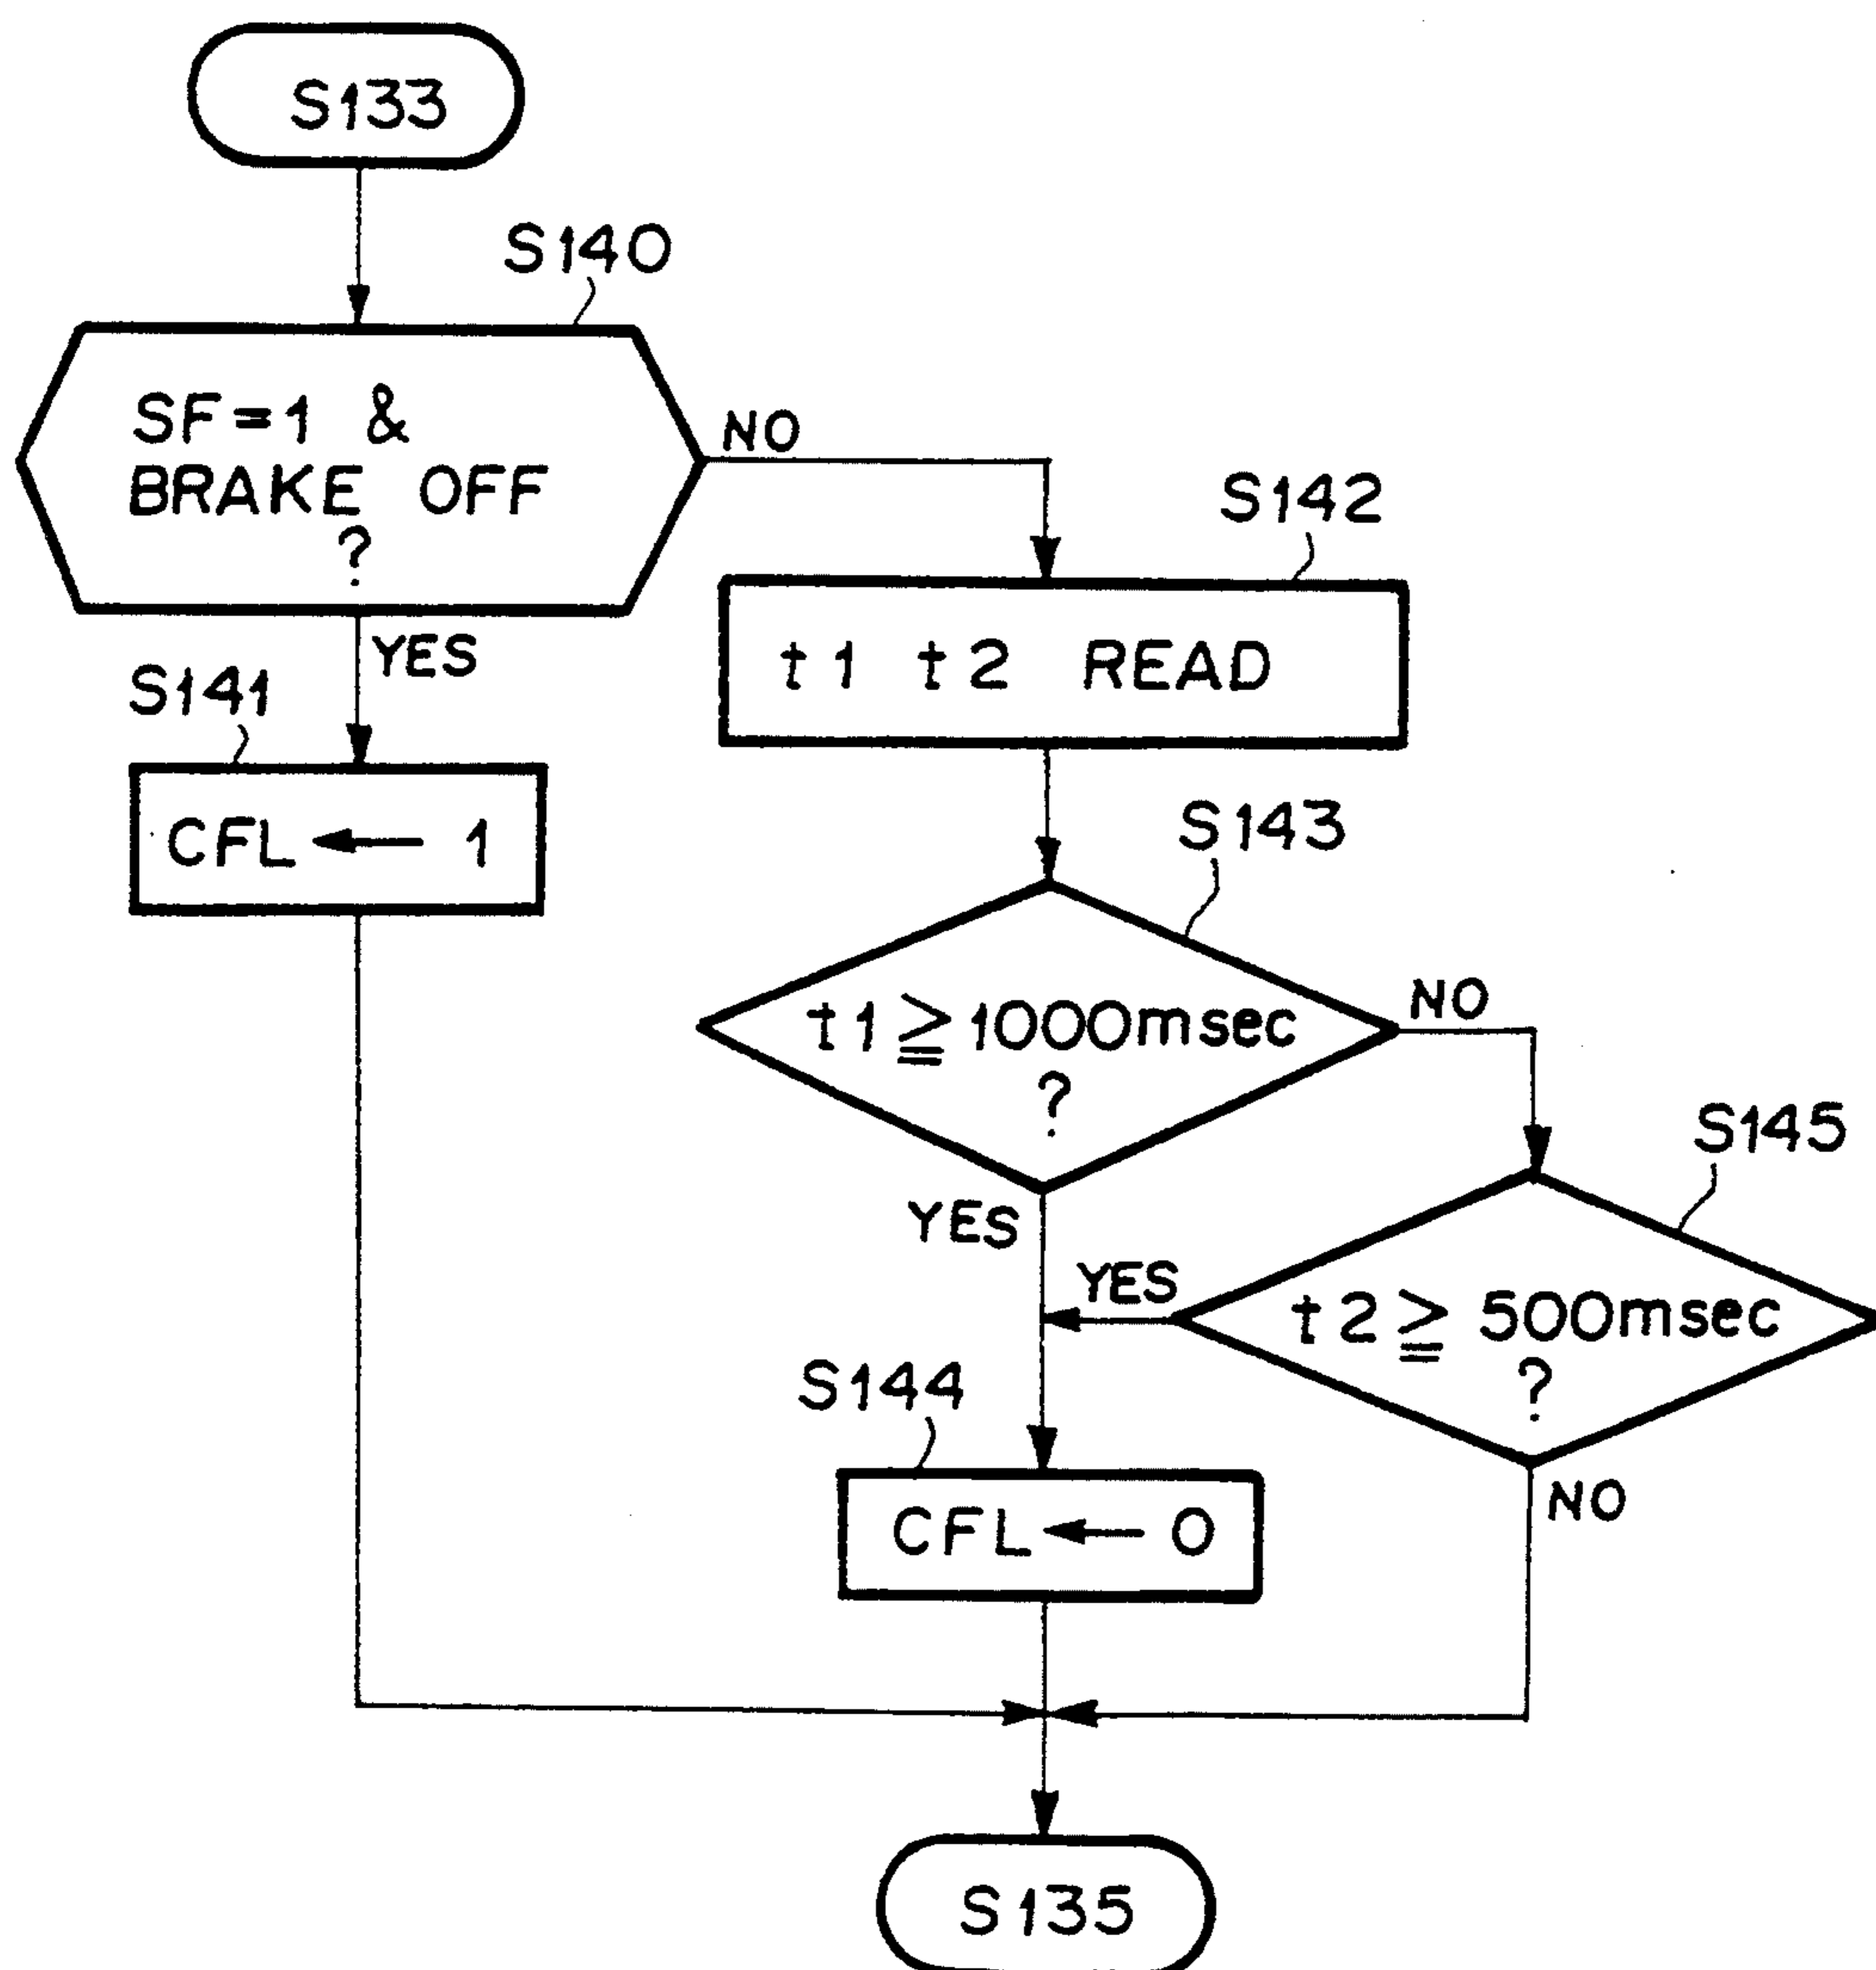 S133
S140
SF=1 &
BRAKE OFF
?
NO
YES
S141
CFL ← 1
S142
t1 t2 READ
S143
t1 ≧ 1000msec
?
NO
YES
S145
t2 ≧ 500msec
?
YES
NO
S144
CFL ← 0
S135